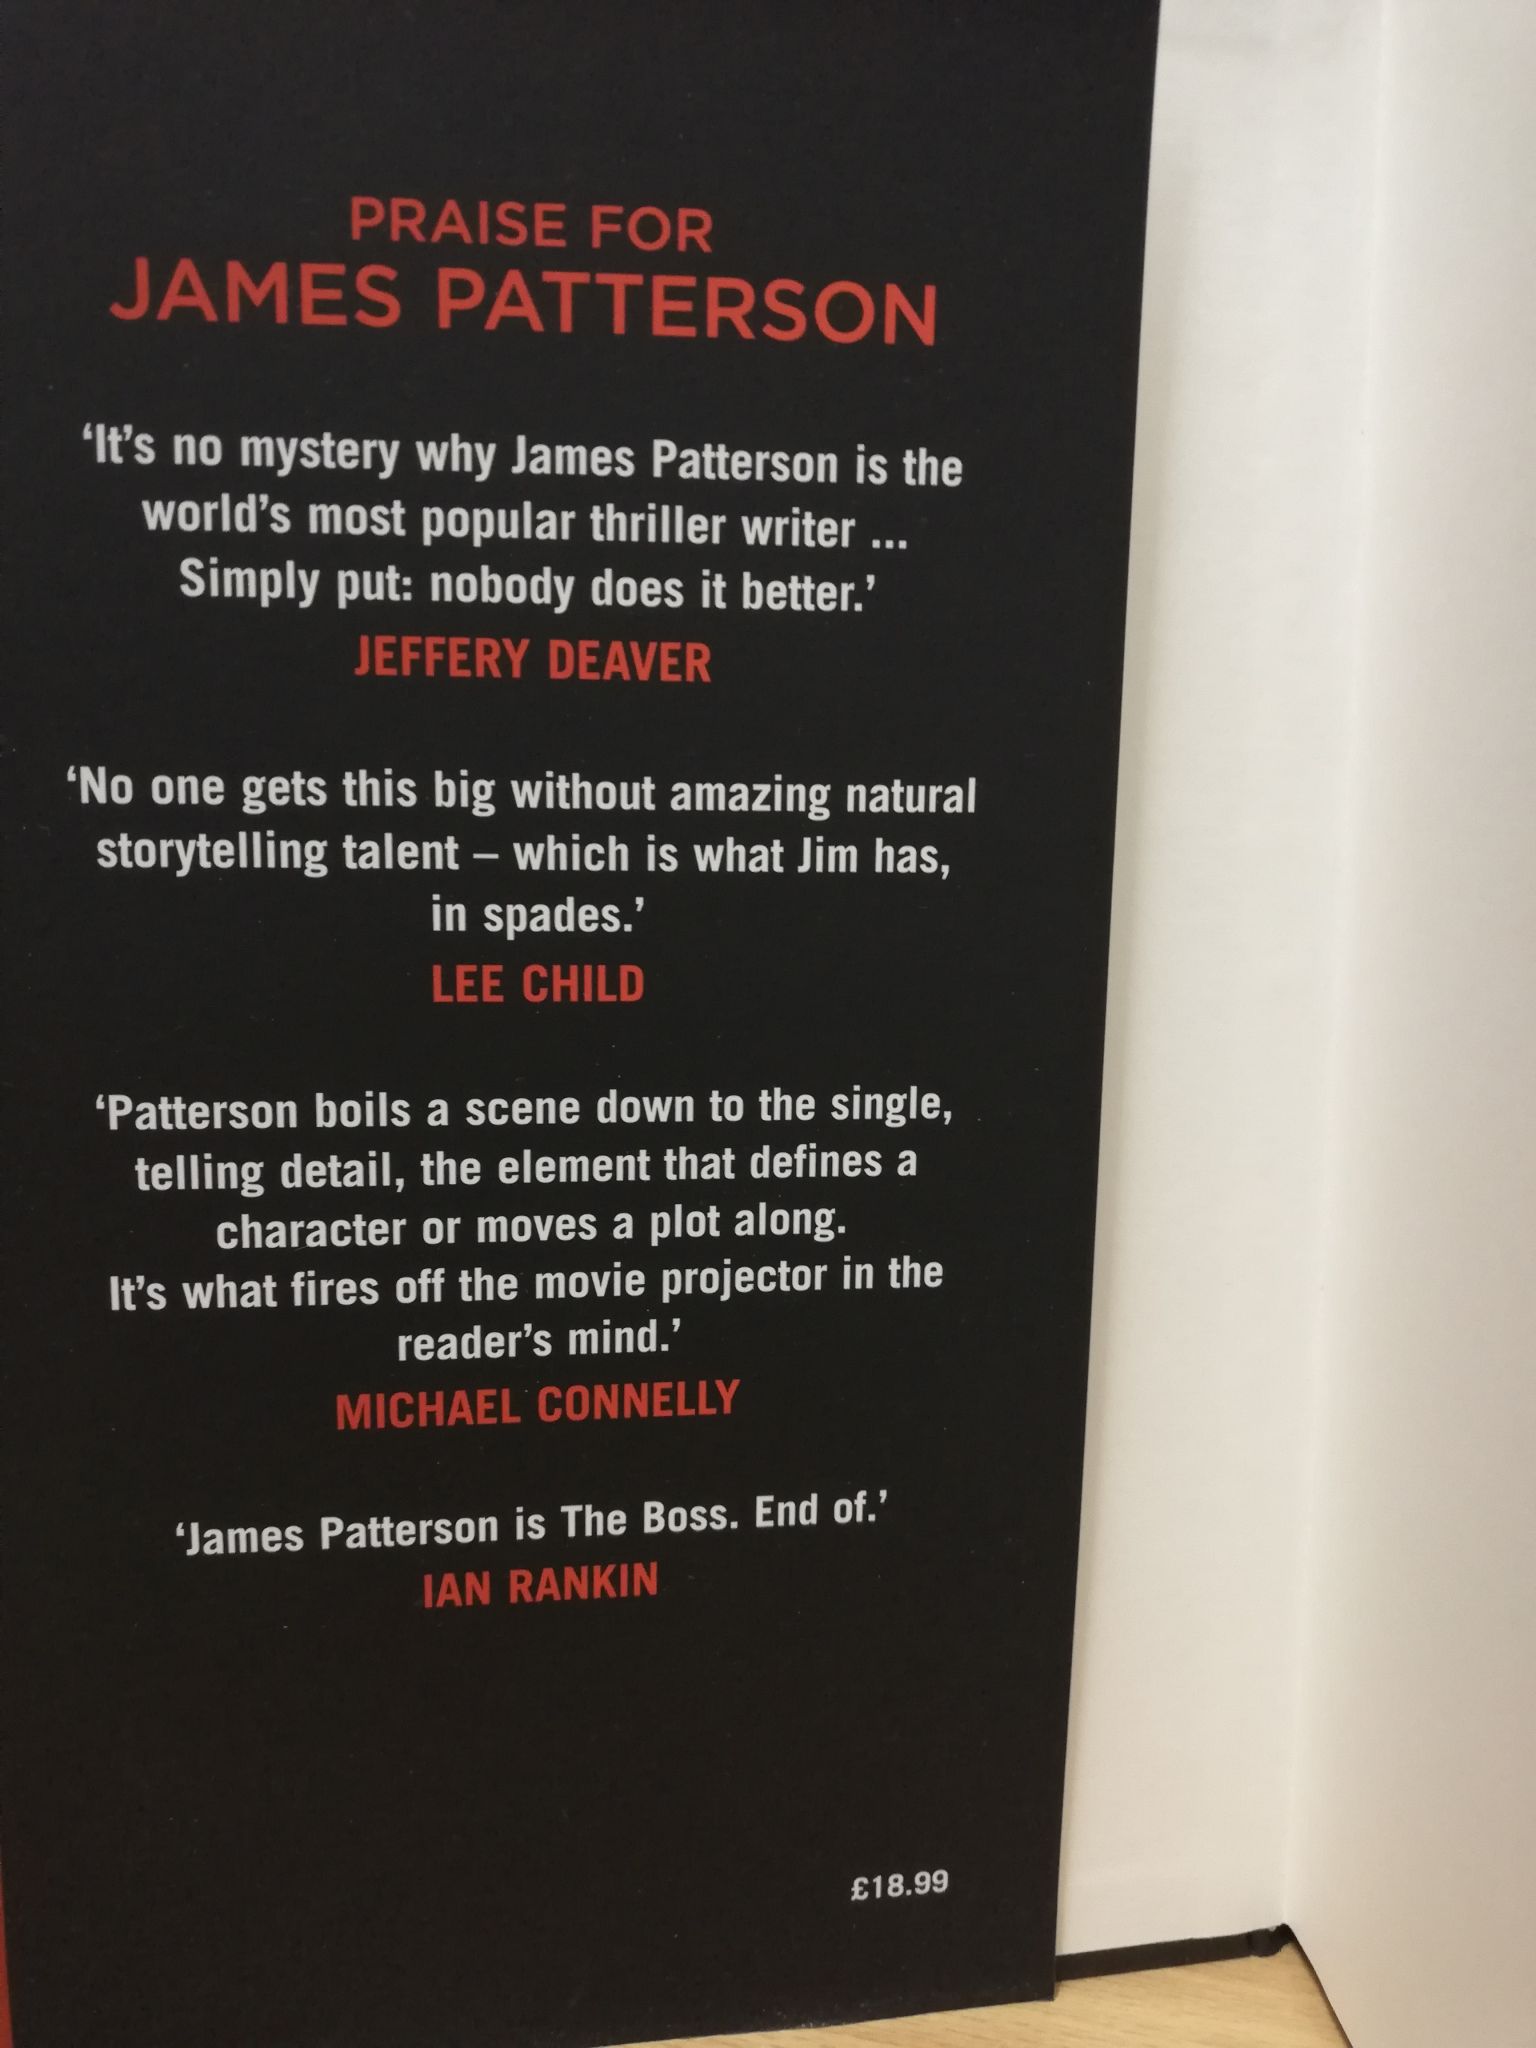 PRAISE FOR
JAMES PATTERSON
‘It’s no mystery why James Patterson is the
world’s most popular thriller writer ...
Simply put: nobody does it better.’
JEFFERY DEAVER
‘No one gets this big without amazing natural
storytelling talent – which is what Jim has,
in spades.’
LEE CHILD
‘Patterson boils a scene down to the single,
telling detail, the element that defines a
character or moves a plot along.
It’s what fires off the movie projector in the
reader’s mind.’
MICHAEL CONNELLY
‘James Patterson is The Boss. End of.’
IAN RANKIN
£18.99